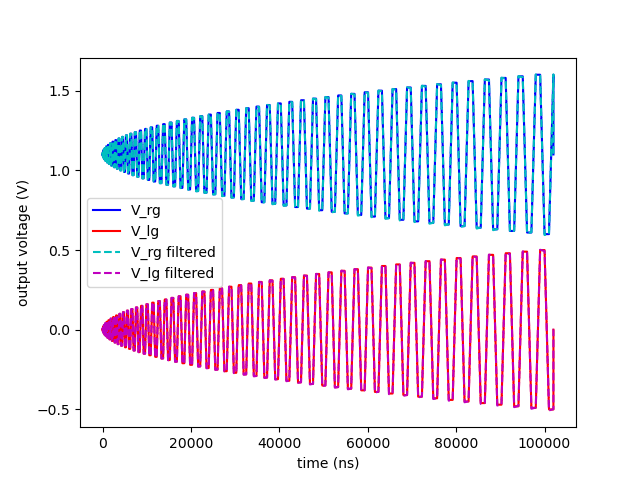 1.5
1.0
0.5
0.0
−0.5
output voltage (V)
V_rg
V_lg
V_rg filtered
V_lg filtered
0 20000 40000 60000 80000 100000
time (ns)